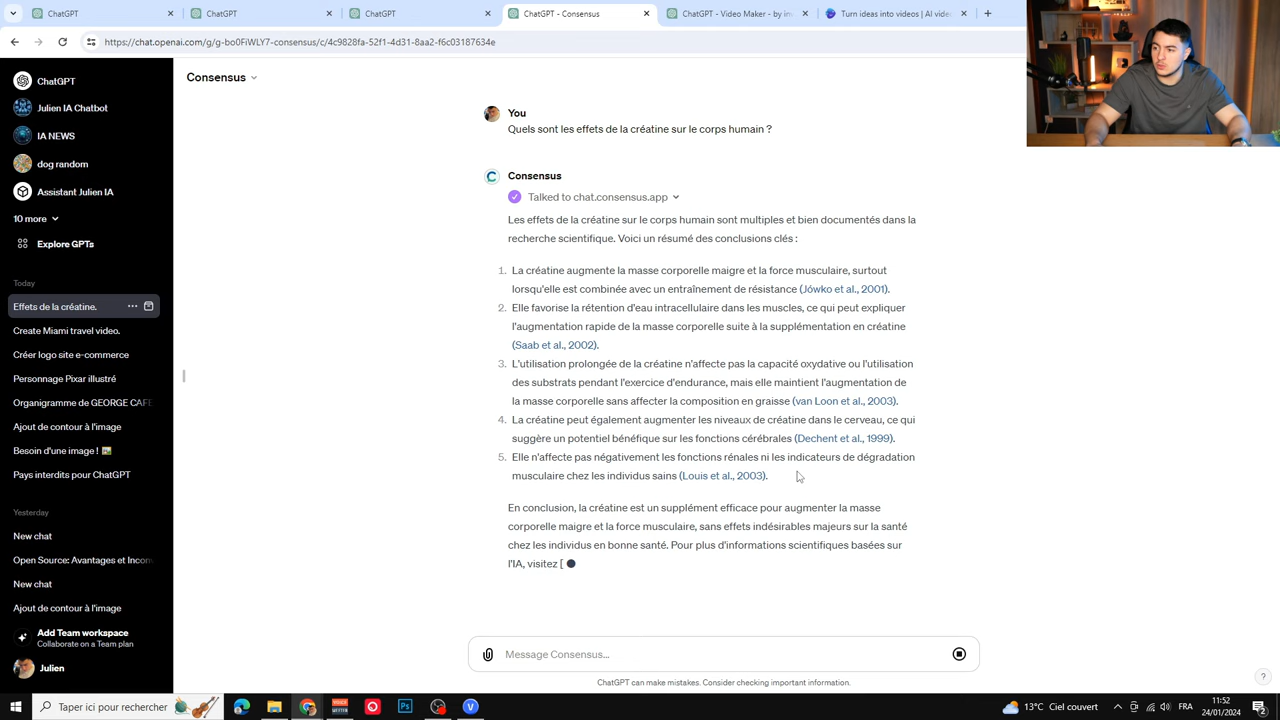 ChatGPT
ChatGPT
ChatGPT
ChatGPT - Consensus
ChatGPT - Video Maker - by in
ideas into videos | AI video
https://chat.openai.com/g/g-bo0FiWLY7-consensus/c/4c9828fa-52f1-4d31-8aa2-f6c03187634e
ChatGPT
Julien IA Chatbot
IA NEWS
dog random
Assistant Julien IA
10 more
Explore GPTs
Today
Effets de la créatine.
Create Miami travel video.
Créer logo site e-commerce
Personnage Pixar illustré
Organigramme de GEORGE CAFE
Ajout de contour à l'image
Besoin d'une image !
Pays interdits pour ChatGPT
Yesterday
New chat
Open Source: Avantages et Inconv
New chat
Ajout de contour à l'image
Add Team workspace
Collaborate on a Team plan
Julien
Consensus
You
Quels sont les effets de la créatine sur le corps humain ?
Consensus
Talked to chat.consensus.app
Les effets de la créatine sur le corps humain sont multiples et bien documentés dans la
recherche scientifique. Voici un résumé des conclusions clés :
1. La créatine augmente la masse corporelle maigre et la force musculaire, surtout
lorsqu'elle est combinée avec un entraînement de résistance (Jówko et al., 2001).
2. Elle favorise la rétention d'eau intracellulaire dans les muscles, ce qui peut expliquer
l'augmentation rapide de la masse corporelle suite à la supplémentation en créatine
(Saab et al., 2002).
3. L'utilisation prolongée de la créatine n'affecte pas la capacité oxydative ou l'utilisation
des substrats pendant l'exercice d'endurance, mais elle maintient l'augmentation de
la masse corporelle sans affecter la composition en graisse (van Loon et al., 2003).
4. La créatine peut également augmenter les niveaux de créatine dans le cerveau, ce qui
suggère un potentiel bénéfique sur les fonctions cérébrales (Dechent et al., 1999).
5. Elle n'affecte pas négativement les fonctions rénales ni les indicateurs de dégradation
musculaire chez les individus sains (Louis et al., 2003).
En conclusion, la créatine est un supplément efficace pour augmenter la masse
corporelle maigre et la force musculaire, sans effets indésirables majeurs sur la santé
chez les individus en bonne santé. Pour plus d'informations scientifiques basées sur
l'IA, visitez [
Message Consensus...
ChatGPT can make mistakes. Consider checking important information.
?
Taper ici pour rechercher
13°C Ciel couvert
FRA
11:52
24/01/2024
2